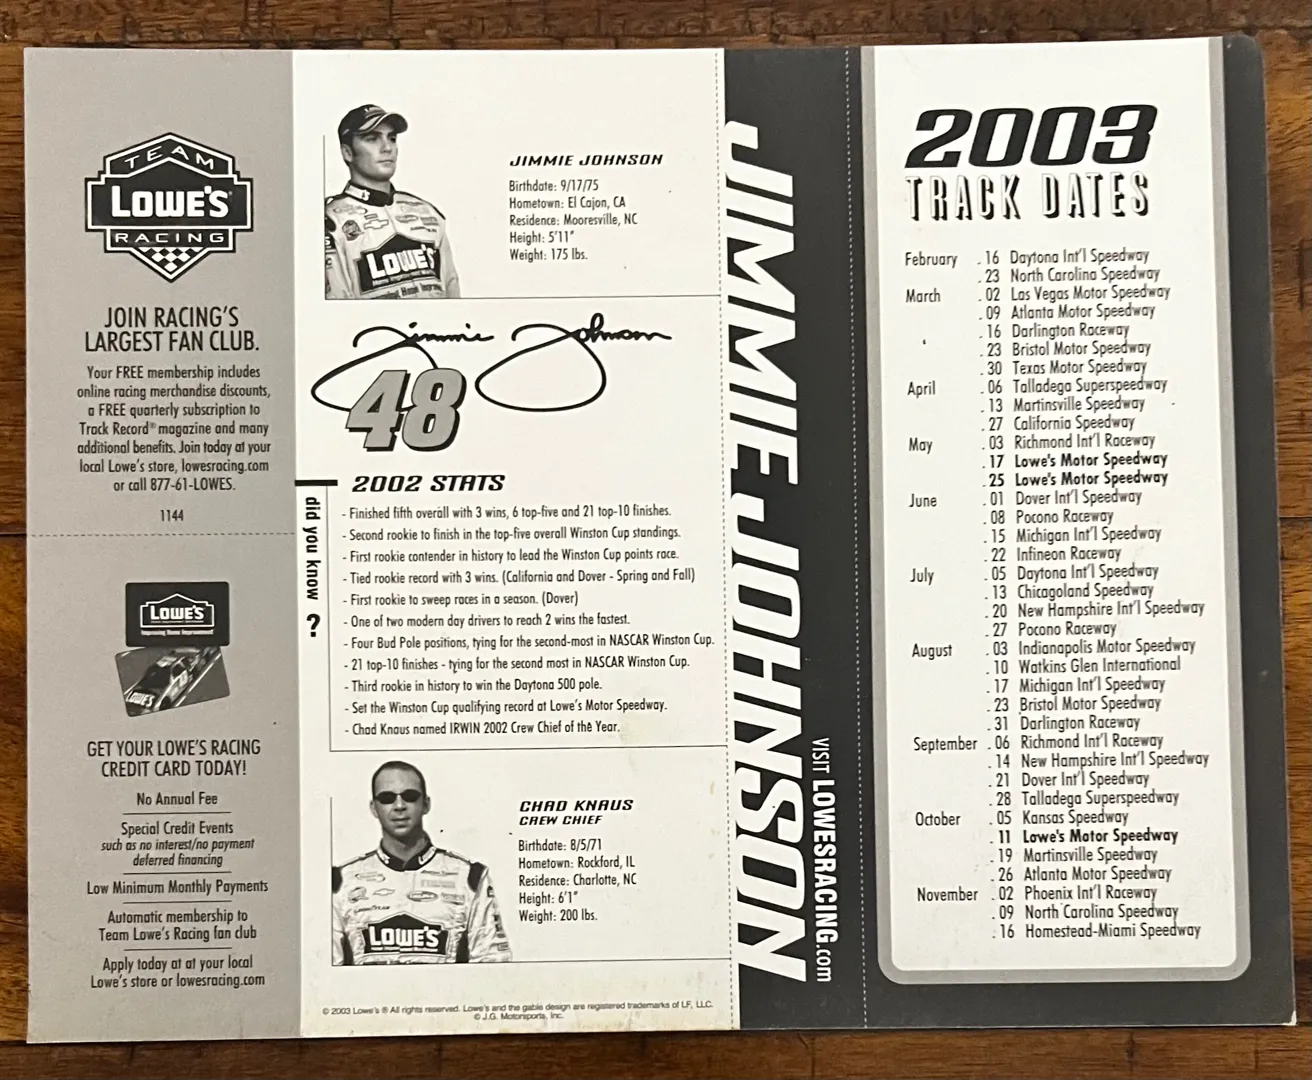 TEAM
LOWE'S®
RACING
JOIN RACING'S
LARGEST FAN CLUB.
Your FREE membership includes
online racing merchandise discounts,
a FREE quarterly subscription to
Track Record® magazine and many
additional benefits. Join today at your
local Lowe's store, lowesracing.com
or call 877-61-LOWES.
1144
LOWE'S
Improving Home Improvement
LOWE'S
GET YOUR LOWE'S RACING
CREDIT CARD TODAY!
No Annual Fee
Special Credit Events
such as no interest/no payment
deferred financing
Low Minimum Monthly Payments
Automatic membership to
Team Lowe's Racing fan club
Apply today at at your local
Lowe's store or lowesracing.com
LOWE'S
JIMMIE JOHNSON
Birthdate: 9/17/75
Hometown: El Cajon, CA
Residence: Mooresville, NC
Height: 5'11"
Weight: 175 lbs.
Jimmie Johnson
48
did you know ?
2002 STATS
- Finished fifth overall with 3 wins, 6 top-five and 21 top-10 finishes.
- Second rookie to finish in the top-five overall Winston Cup standings.
- First rookie contender in history to lead the Winston Cup points race.
- Tied rookie record with 3 wins. (California and Dover - Spring and Fall)
- First rookie to sweep races in a season. (Dover)
- One of two modern day drivers to reach 2 wins the fastest.
- Four Bud Pole positions, tying for the second-most in NASCAR Winston Cup.
- 21 top-10 finishes - tying for the second most in NASCAR Winston Cup.
- Third rookie in history to win the Daytona 500 pole.
- Set the Winston Cup qualifying record at Lowe's Motor Speedway.
- Chad Knaus named IRWIN 2002 Crew Chief of the Year.
LOWE'S
CHAD KNAUS
CREW CHIEF
Birthdate: 8/5/71
Hometown: Rockford, IL
Residence: Charlotte, NC
Height: 6'1"
Weight: 200 lbs.
© 2003 Lowe's ® All rights reserved. Lowe's and the gable design are registered trademarks of LF, LLC.
© J.G. Motorsports, Inc.
JIMMIE JOHNSON
VISIT LOWESRACING.com
2003
TRACK DATES
February . 16 Daytona Int'l Speedway
. 23 North Carolina Speedway
March . 02 Las Vegas Motor Speedway
. 09 Atlanta Motor Speedway
. 16 Darlington Raceway
. 23 Bristol Motor Speedway
. 30 Texas Motor Speedway
April . 06 Talladega Superspeedway
. 13 Martinsville Speedway
. 27 California Speedway
May . 03 Richmond Int'l Raceway
. 17 Lowe's Motor Speedway
. 25 Lowe's Motor Speedway
June . 01 Dover Int'l Speedway
. 08 Pocono Raceway
. 15 Michigan Int'l Speedway
. 22 Infineon Raceway
July . 05 Daytona Int'l Speedway
. 13 Chicagoland Speedway
. 20 New Hampshire Int'l Speedway
. 27 Pocono Raceway
August . 03 Indianapolis Motor Speedway
. 10 Watkins Glen International
. 17 Michigan Int'l Speedway
. 23 Bristol Motor Speedway
. 31 Darlington Raceway
September . 06 Richmond Int'l Raceway
. 14 New Hampshire Int'l Speedway
. 21 Dover Int'l Speedway
. 28 Talladega Superspeedway
October . 05 Kansas Speedway
. 11 Lowe's Motor Speedway
. 19 Martinsville Speedway
. 26 Atlanta Motor Speedway
November . 02 Phoenix Int'l Raceway
. 09 North Carolina Speedway
. 16 Homestead-Miami Speedway